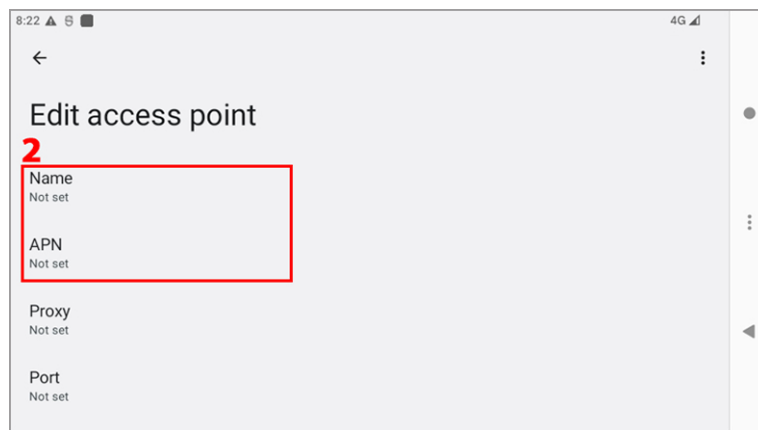 8:22 4G
Edit access point
2
Name
Not set
APN
Not set
Proxy
Not set
Port
Not set